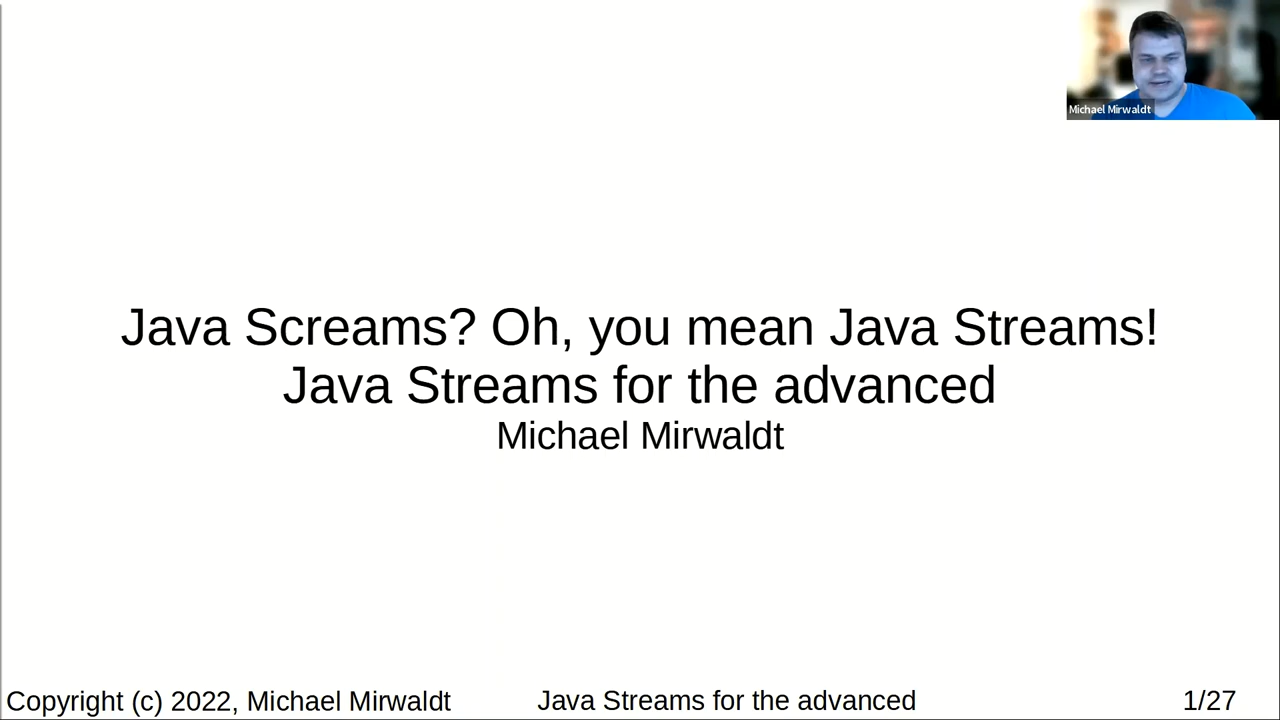 Michael Mirwaldt
Java Screams? Oh, you mean Java Streams!
Java Streams for the advanced
Michael Mirwaldt
Copyright (c) 2022, Michael Mirwaldt
Java Streams for the advanced
1/27